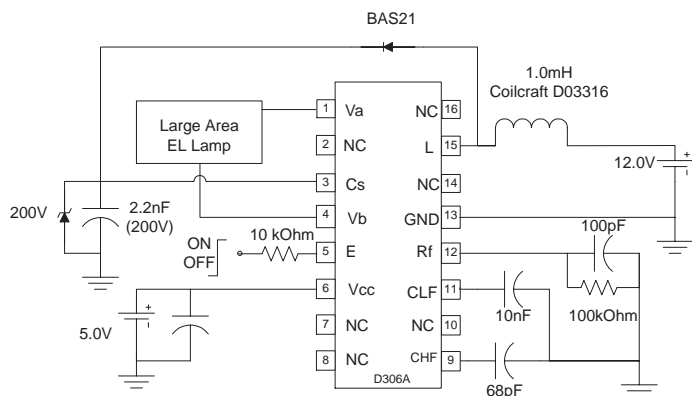 BAS21
1.0mH
Coilcraft D03316
Large Area
EL Lamp
1 Va
2 NC
3 Cs
4 Vb
5 E
6 Vcc
7 NC
8 NC
NC 16
L 15
NC 14
GND 13
Rf 12
CLF 11
NC 10
CHF 9
D306A
12.0V
200V
2.2nF
(200V)
ON
OFF
10 kOhm
100pF
100kOhm
10nF
68pF
5.0V
+
-
+
-